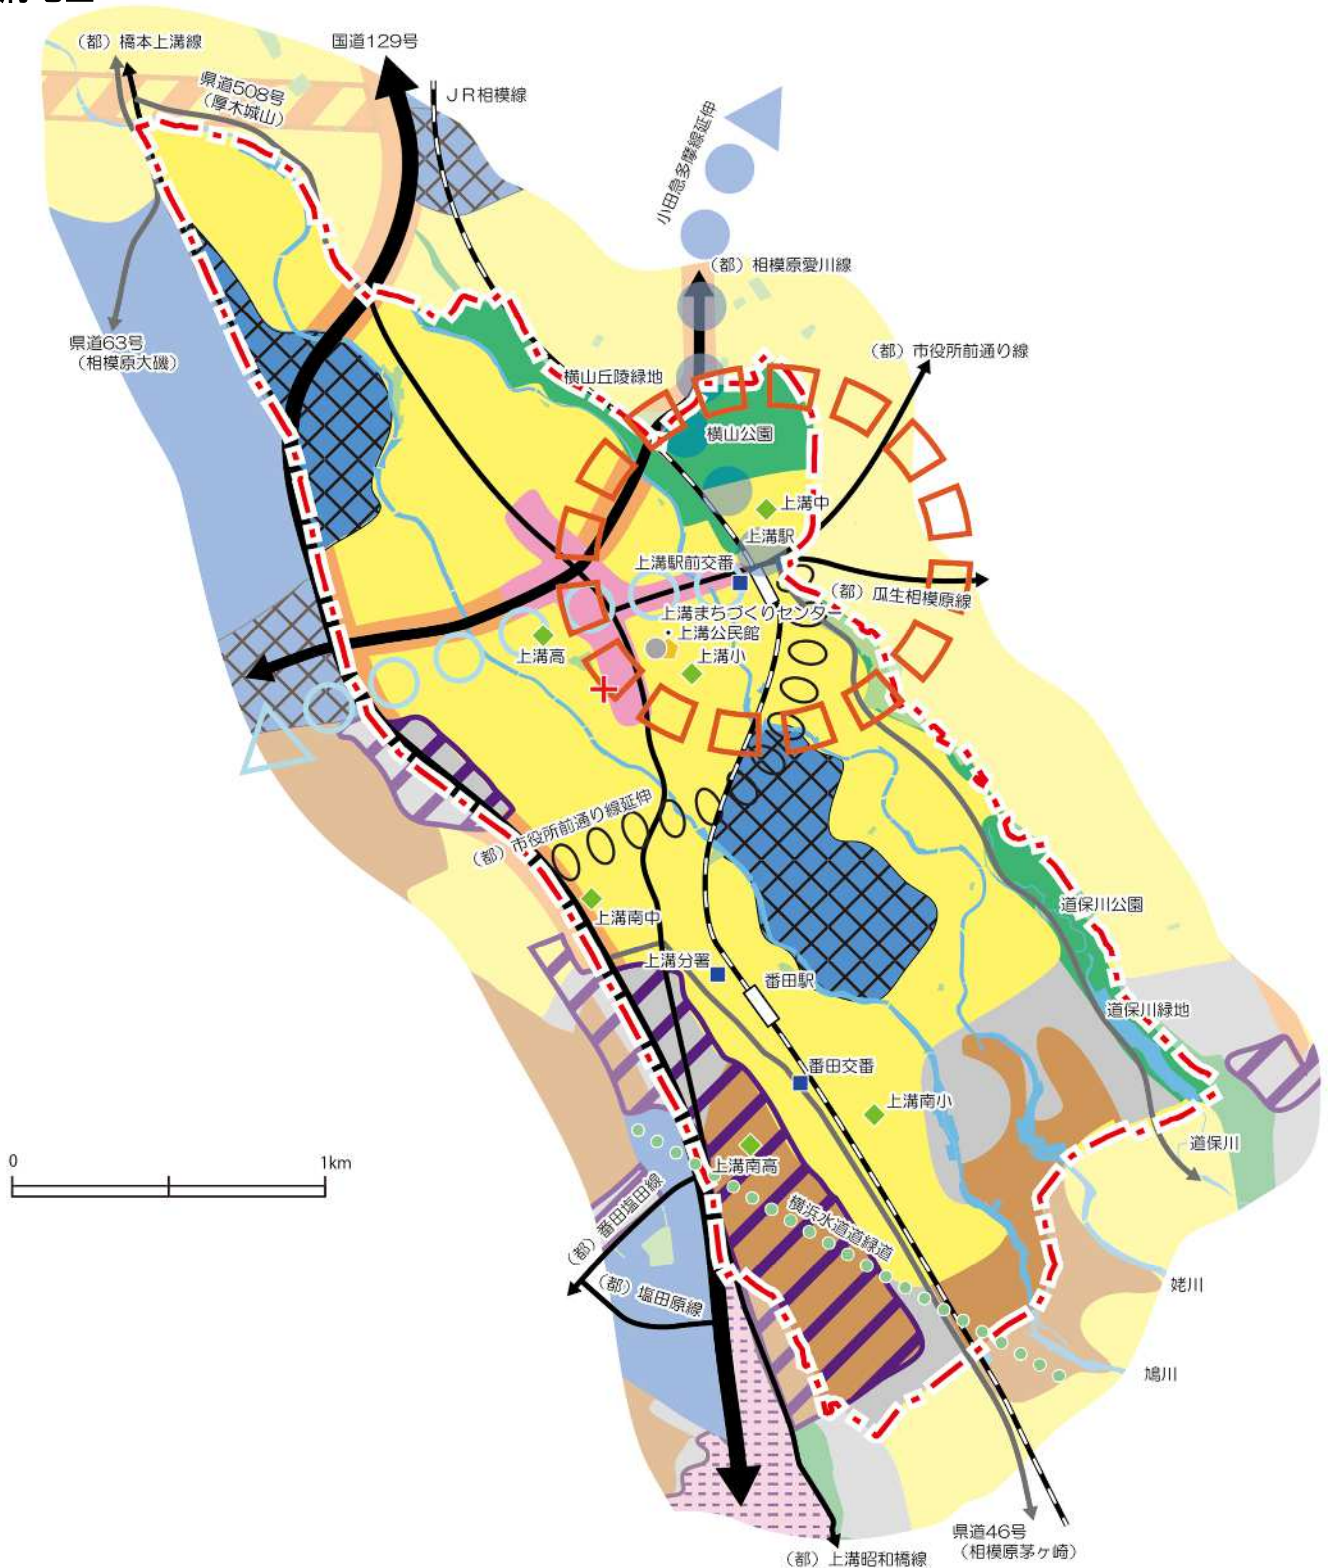 (都)橋本上溝線
国道129号
県道508号
(厚木城山)
JR相模線
小田急多摩線延伸
(都)相模原愛川線
県道63号
(相模原大磯)
(都)市役所前通り線
横山丘陵緑地
横山公園
上溝中
上溝駅
上溝駅前交番
(都)瓜生相模原線
上溝まちづくりセンター
・上溝公民館
上溝高
上溝小
(都)市役所前通り線延伸
上溝南中
道保川公園
上溝分署
番田駅
道保川緑地
番田交番
上溝南小
道保川
0
1km
上溝南高
(都)番田塩田線
横浜水道道緑道
(都)塩田原線
姥川
鳩川
県道46号
(相模原茅ヶ崎)
(都)上溝昭和橋線